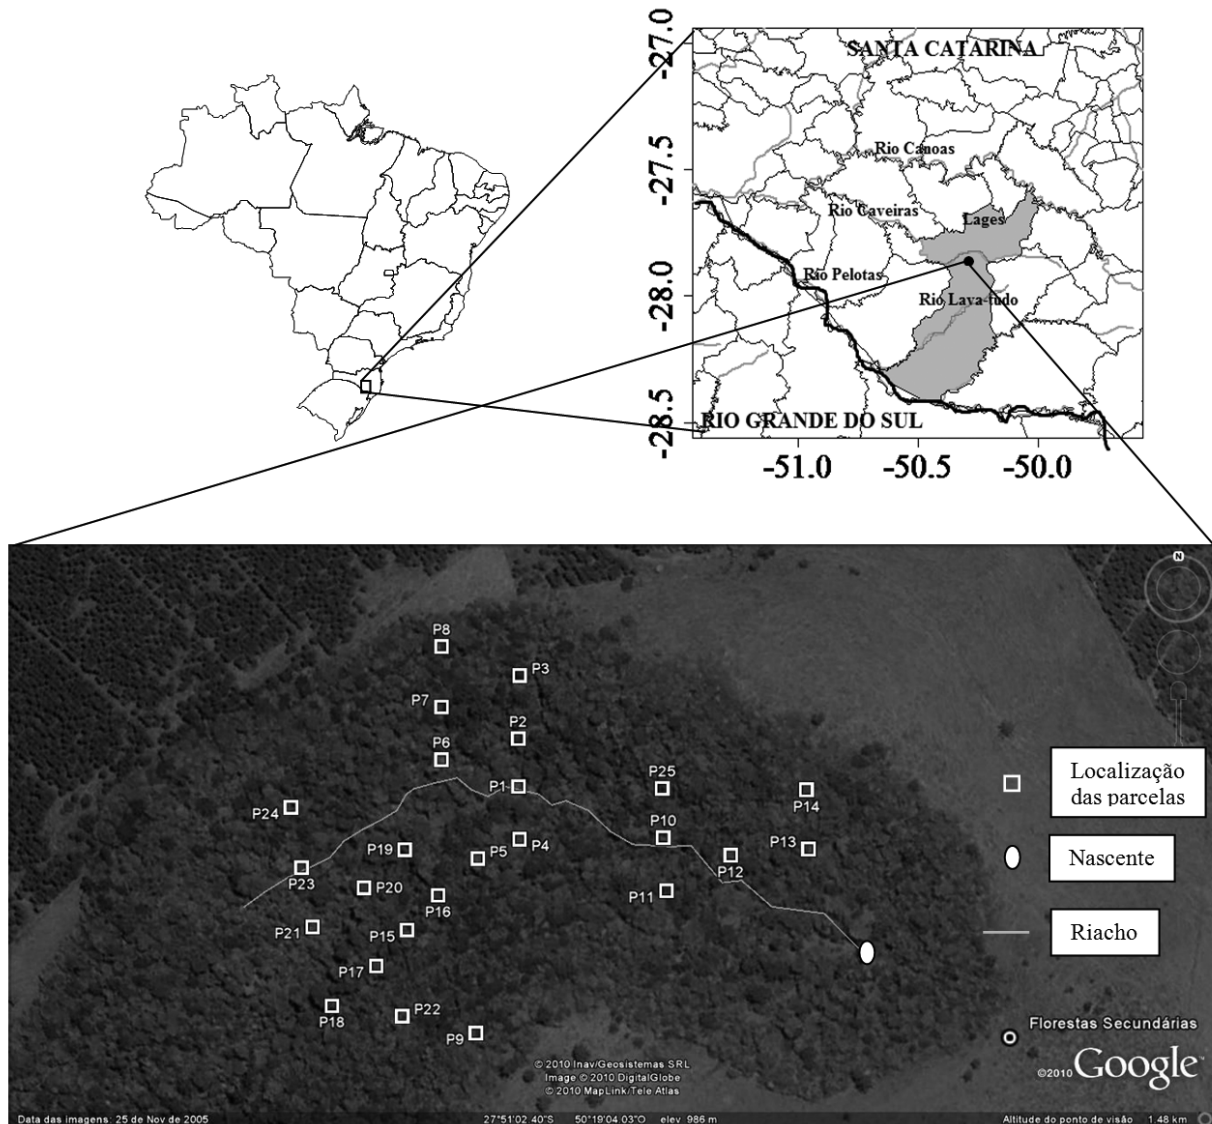 -27.0
-27.5
-28.0
-28.5
SANTA CATARINA
Rio Canoas
Rio Caveiras
Lages
Rio Pelotas
Rio Lava-tudo
RIO GRANDE DO SUL
-51.0
-50.5
-50.0
N
P8
P3
P7
P2
P6
P1
P25
P14
P24
P10
P4
P13
P19
P5
P12
P23
P20
P11
P16
P21
P15
P17
P18
P22
P9
Localização
das parcelas
Nascente
Riacho
Florestas Secundárias
©2010 Google™
© 2010 Inav/Geosistemas SRL
Image © 2010 DigitalGlobe
© 2010 MapLink/Tele Atlas
Data das imagens: 25 de Nov de 2005
27°51'02.40"S
50°19'04.03"O
elev 986 m
Altitude do ponto de visão
1.48 km